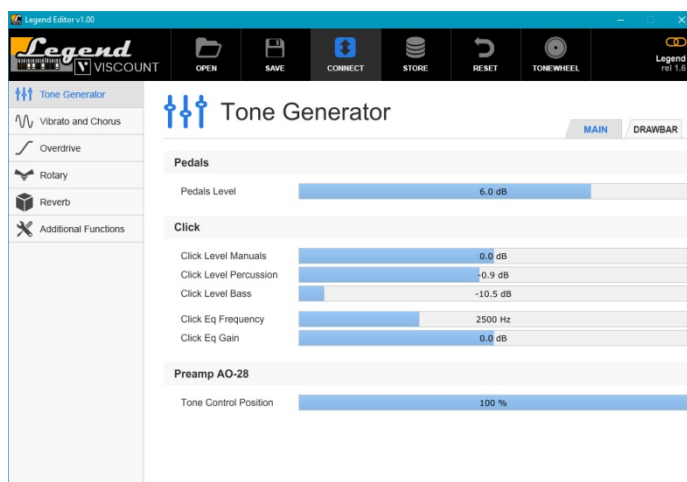 Legend Editor v1.00
Legend
VISCOUNT
OPEN
SAVE
CONNECT
STORE
RESET
TONEWHEEL
Legend
rel 1.6
Tone Generator
Vibrato and Chorus
Overdrive
Rotary
Reverb
Additional Functions
Tone Generator
MAIN
DRAWBAR
Pedals
Pedals Level 6.0 dB
Click
Click Level Manuals 0.0 dB
Click Level Percussion -0.9 dB
Click Level Bass -10.5 dB
Click Eq Frequency 2500 Hz
Click Eq Gain 0.0 dB
Preamp AO-28
Tone Control Position 100 %